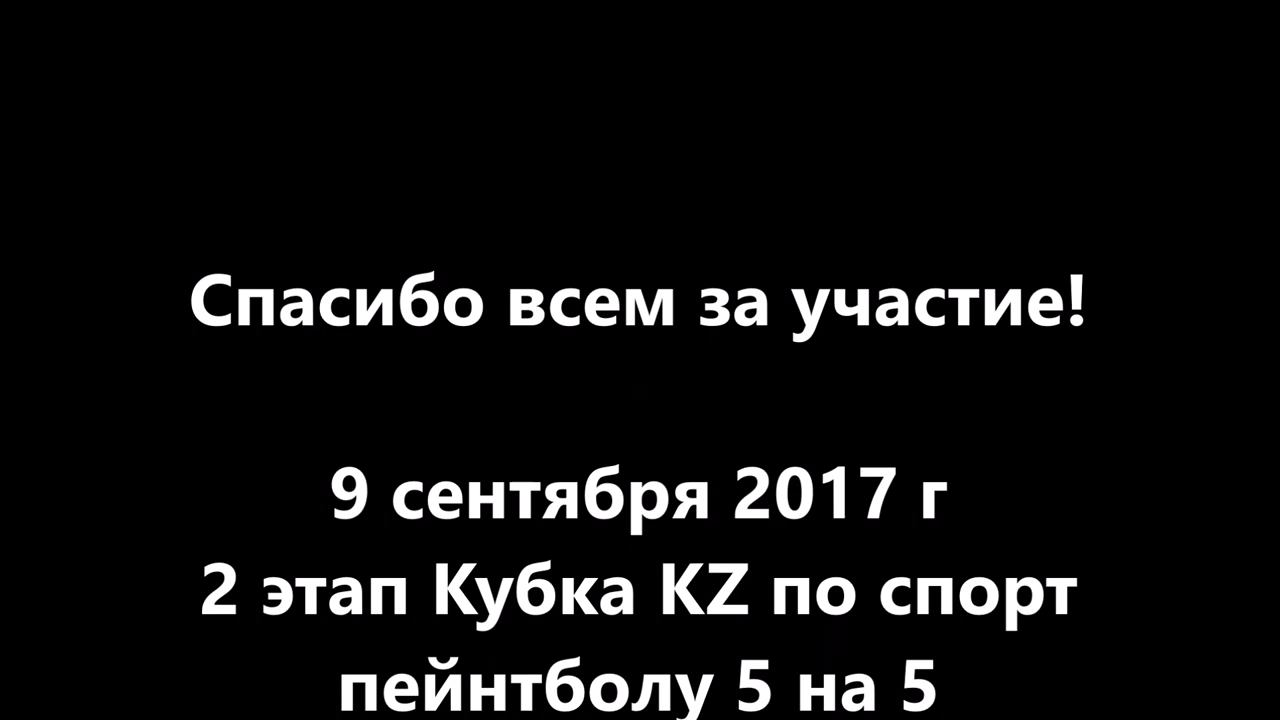 Спасибо всем за участие!
9 сентября 2017 г
2 этап Кубка KZ по спорт
пейнтболу 5 на 5